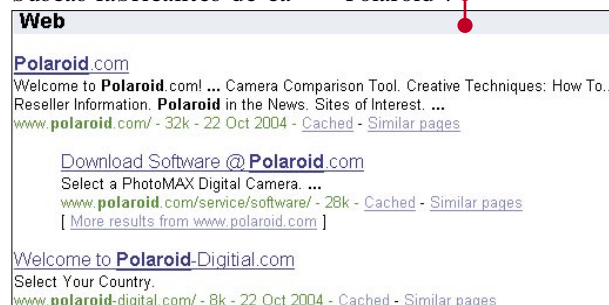 Web
Polaroid.com
Welcome to Polaroid.com! ... Camera Comparison Tool. Creative Techniques: How To..
Reseller Information. Polaroid in the News. Sites of Interest. ...
www.polaroid.com/ - 32k - 22 Oct 2004 - Cached - Similar pages
Download Software @ Polaroid.com
Select a PhotoMAX Digital Camera. ...
www.polaroid.com/service/software/ - 28k - Cached - Similar pages
[ More results from www.polaroid.com ]
Welcome to Polaroid-Digitial.com
Select Your Country.
www.polaroid-digital.com/ - 8k - 22 Oct 2004 - Cached - Similar pages